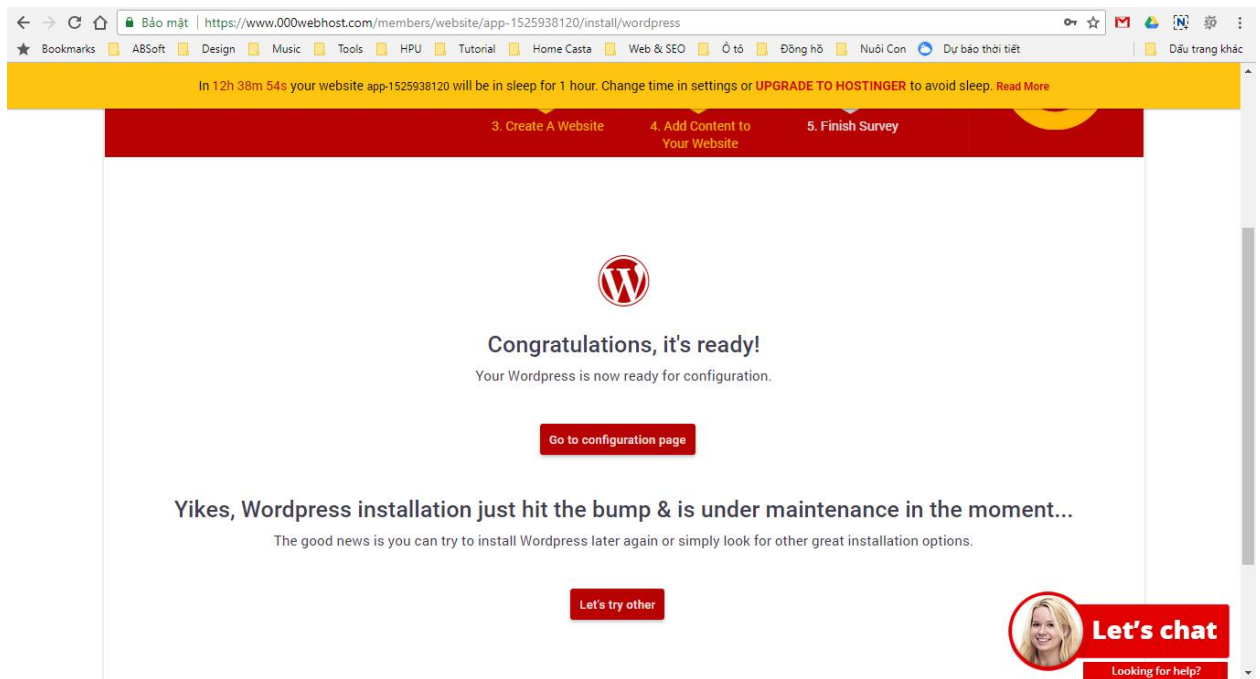 Bảo mật | https://www.000webhost.com/members/website/app-1525938120/install/wordpress
Bookmarks ABSoft Design Music Tools HPU Tutorial Home Casta Web & SEO Ô tô Đồng hồ Nuôi Con Dự báo thời tiết Dấu trang khác
In 12h 38m 54s your website app-1525938120 will be in sleep for 1 hour. Change time in settings or UPGRADE TO HOSTINGER to avoid sleep. Read More
3. Create A Website
4. Add Content to
Your Website
5. Finish Survey
Congratulations, it's ready!
Your Wordpress is now ready for configuration.
Go to configuration page
Yikes, Wordpress installation just hit the bump & is under maintenance in the moment...
The good news is you can try to install Wordpress later again or simply look for other great installation options.
Let's try other
Let's chat
Looking for help?